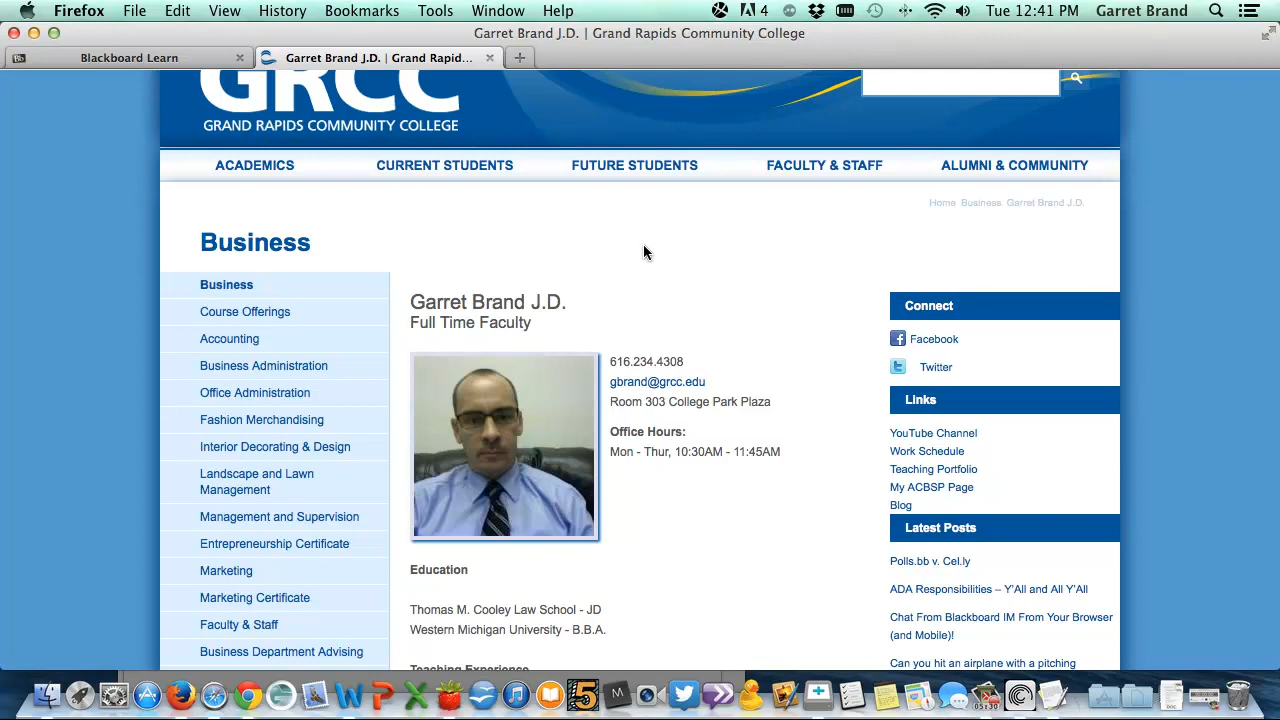 Firefox File Edit View History Bookmarks Tools Window Help 4 Tue 12:41 PM Garret Brand
Garret Brand J.D. | Grand Rapids Community College
Bb Blackboard Learn Garret Brand J.D. | Grand Rapid...
GRCC
GRAND RAPIDS COMMUNITY COLLEGE
ACADEMICS CURRENT STUDENTS FUTURE STUDENTS FACULTY & STAFF ALUMNI & COMMUNITY
Home Business Garret Brand J.D.
Business
Business
Course Offerings
Accounting
Business Administration
Office Administration
Fashion Merchandising
Interior Decorating & Design
Landscape and Lawn
Management
Management and Supervision
Entrepreneurship Certificate
Marketing
Marketing Certificate
Faculty & Staff
Business Department Advising
Garret Brand J.D.
Full Time Faculty
616.234.4308
gbrand@grcc.edu
Room 303 College Park Plaza
Office Hours:
Mon - Thur, 10:30AM - 11:45AM
Education
Thomas M. Cooley Law School - JD
Western Michigan University - B.B.A.
Teaching Experience
Connect
Facebook
Twitter
Links
YouTube Channel
Work Schedule
Teaching Portfolio
My ACBSP Page
Blog
Latest Posts
Polls.bb v. Cel.ly
ADA Responsibilities – Y'All and All Y'All
Chat From Blackboard IM From Your Browser
(and Mobile)!
Can you hit an airplane with a pitching